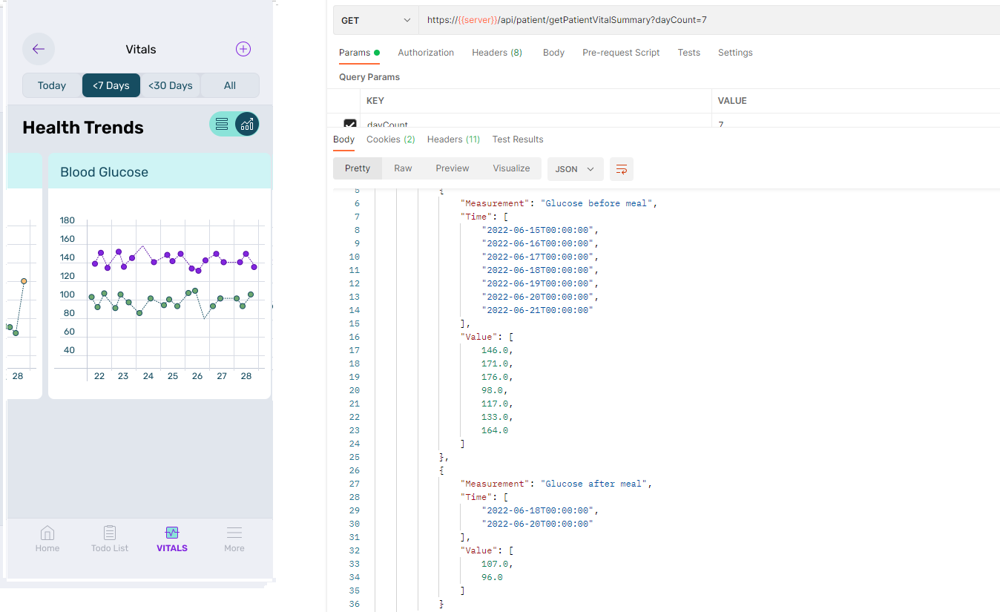 Vitals
Today <7 Days <30 Days All
Health Trends
Blood Glucose
180
160
140
120
100
80
60
40
28
22 23 24 25 26 27 28
Home Todo List VITALS More
GET https://{{server}}/api/patient/getPatientVitalSummary?dayCount=7
Params Authorization Headers (8) Body Pre-request Script Tests Settings
Query Params
KEY VALUE
dayCount 7
Body Cookies (2) Headers (11) Test Results
Pretty Raw Preview Visualize JSON
5 {
6 "Measurement": "Glucose before meal",
7 "Time": [
8 "2022-06-15T00:00:00",
9 "2022-06-16T00:00:00",
10 "2022-06-17T00:00:00",
11 "2022-06-18T00:00:00",
12 "2022-06-19T00:00:00",
13 "2022-06-20T00:00:00",
14 "2022-06-21T00:00:00"
15 ],
16 "Value": [
17 146.0,
18 171.0,
19 176.0,
20 98.0,
21 117.0,
22 133.0,
23 164.0
24 ]
25 },
26 {
27 "Measurement": "Glucose after meal",
28 "Time": [
29 "2022-06-18T00:00:00",
30 "2022-06-20T00:00:00"
31 ],
32 "Value": [
33 107.0,
34 96.0
35 ]
36 }